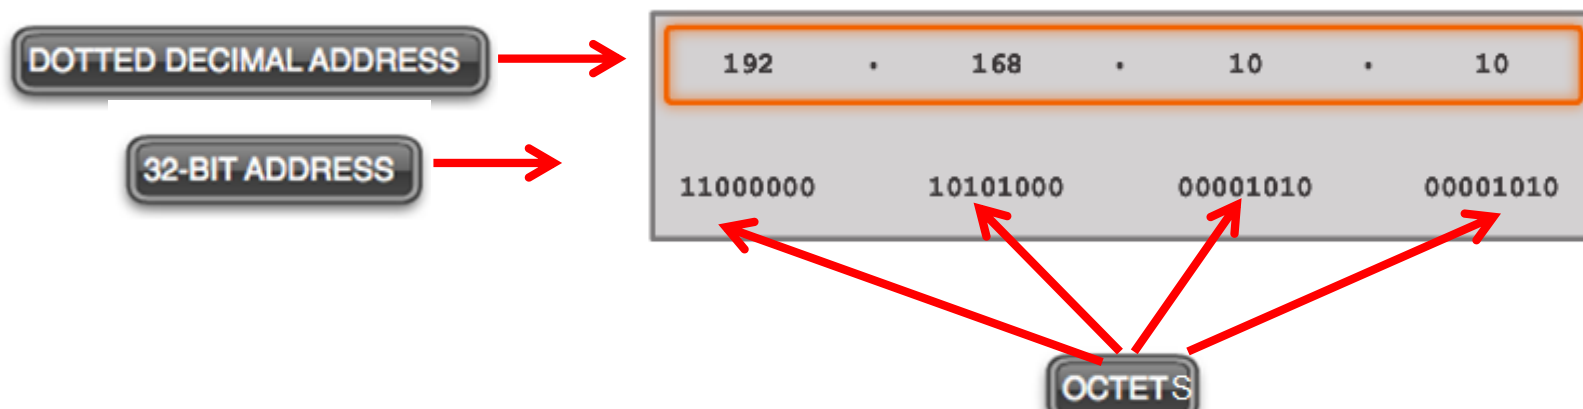 DOTTED DECIMAL ADDRESS
192 . 168 . 10 . 10
32-BIT ADDRESS
11000000 10101000 00001010 00001010
OCTETS